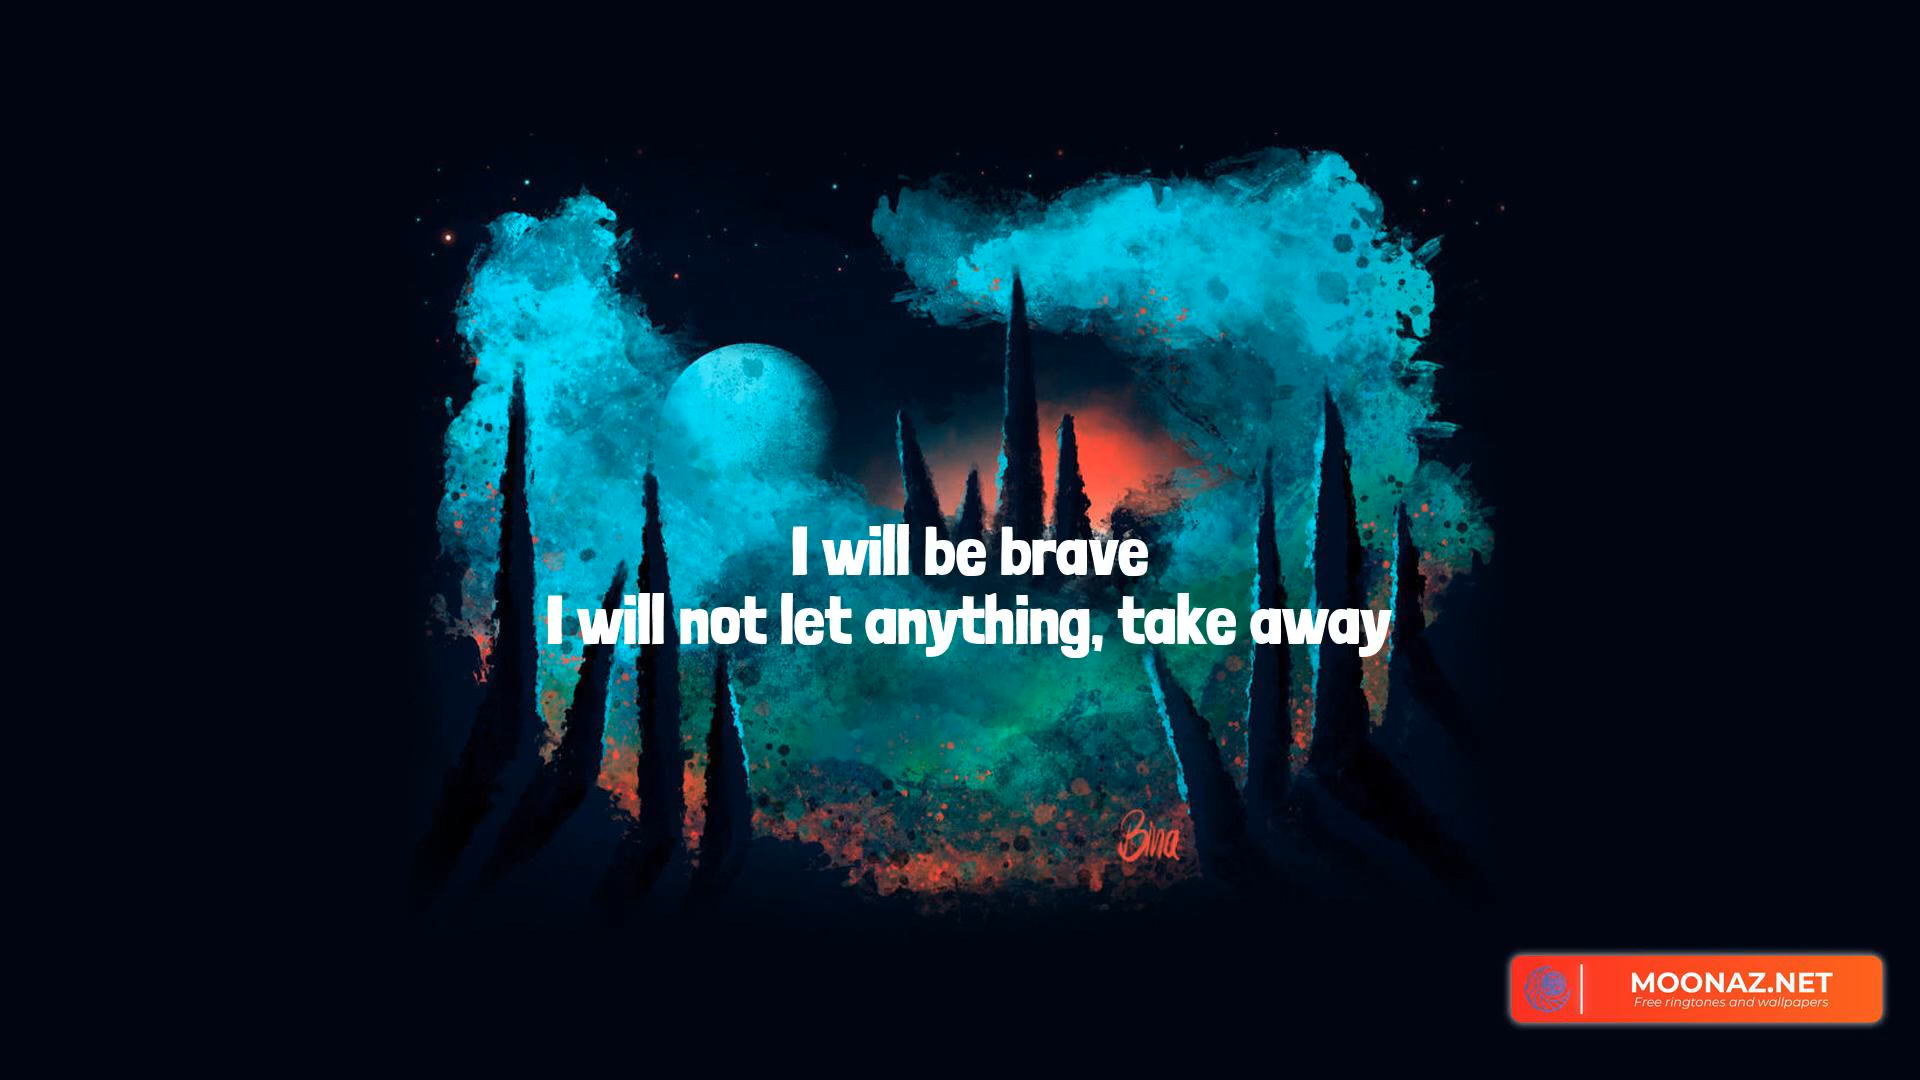 I will be brave
I will not let anything, take away
Bina
MOONAZ.NET
Free ringtones and wallpapers